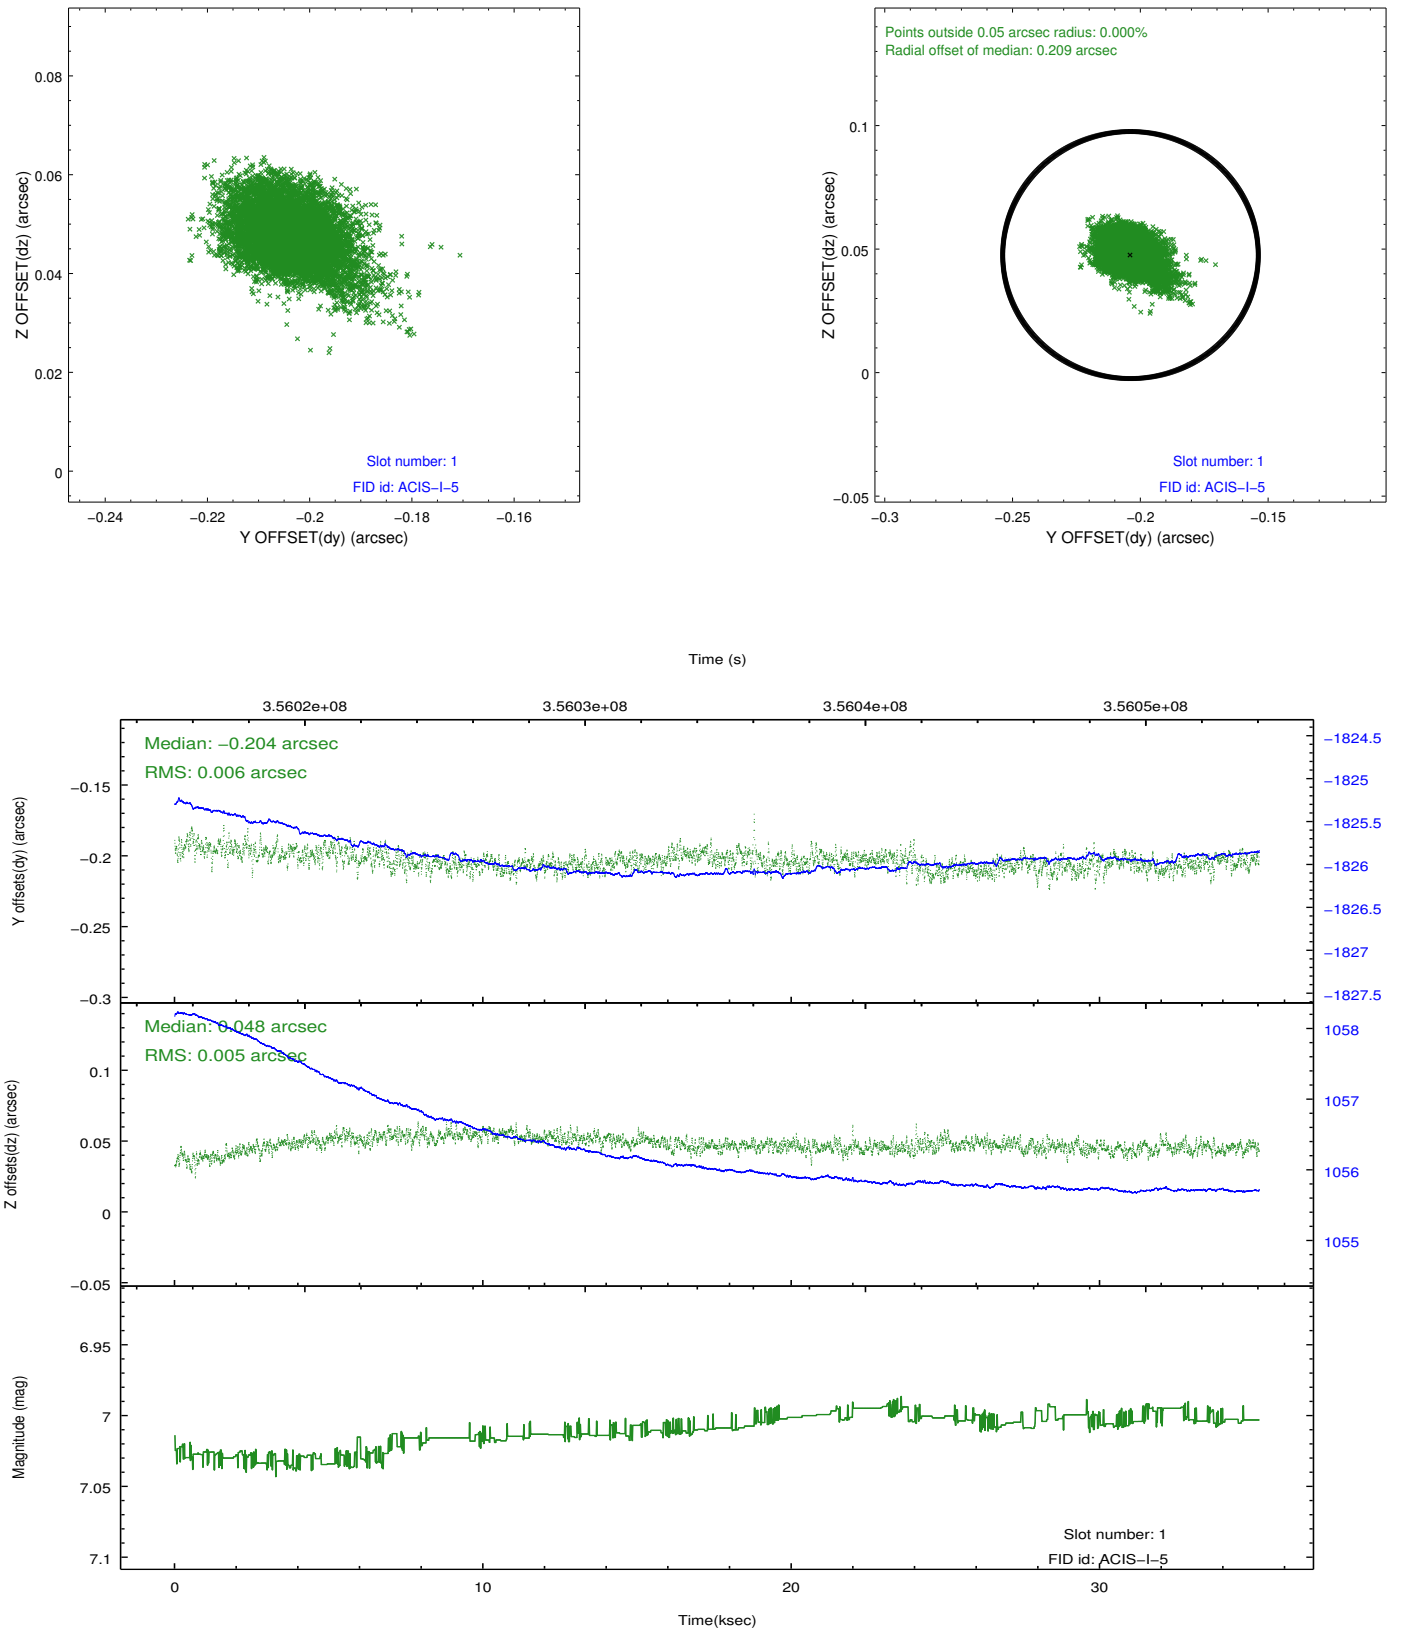 0.08
0.06
0.04
0.02
0
Z OFFSET(dz) (arcsec)
Slot number: 1
FID id: ACIS−I−5
−0.24 −0.22 −0.2 −0.18 −0.16
Y OFFSET(dy) (arcsec)
Points outside 0.05 arcsec radius: 0.000%
Radial offset of median: 0.209 arcsec
0.1
0.05
0
−0.05
Z OFFSET(dz) (arcsec)
Slot number: 1
FID id: ACIS−I−5
−0.3 −0.25 −0.2 −0.15
Y OFFSET(dy) (arcsec)
Time (s)
3.5602e+08 3.5603e+08 3.5604e+08 3.5605e+08
Median: −0.204 arcsec
RMS: 0.006 arcsec
−0.15
−0.2
−0.25
−0.3
Y offsets(dy) (arcsec)
−1824.5
−1825
−1825.5
−1826
−1826.5
−1827
−1827.5
Median: 0.048 arcsec
RMS: 0.005 arcsec
0.1
0.05
0
−0.05
Z offsets(dz) (arcsec)
1058
1057
1056
1055
6.95
7
7.05
7.1
Magnitude (mag)
Slot number: 1
FID id: ACIS−I−5
0 10 20 30
Time(ksec)